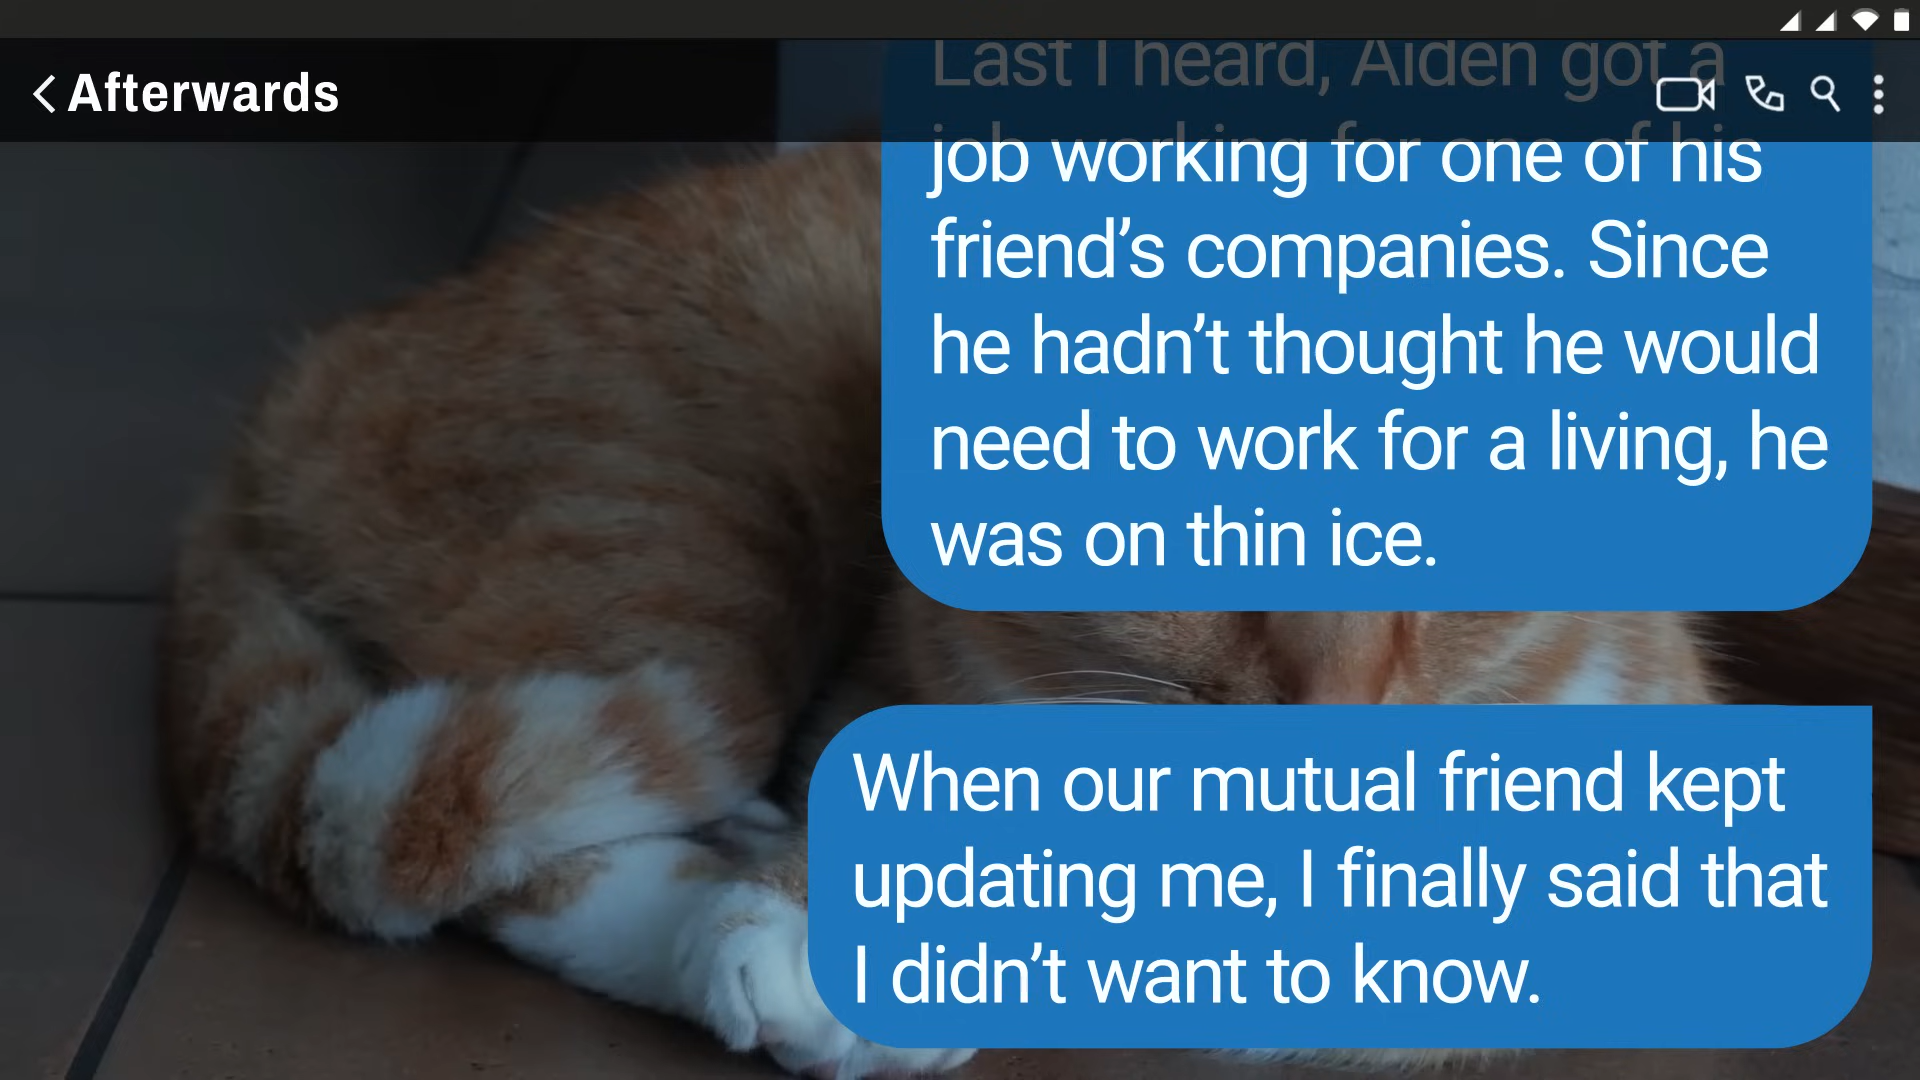 Afterwards
Last I heard, Aiden got a
job working for one of his
friend’s companies. Since
he hadn’t thought he would
need to work for a living, he
was on thin ice.
When our mutual friend kept
updating me, I finally said that
I didn’t want to know.